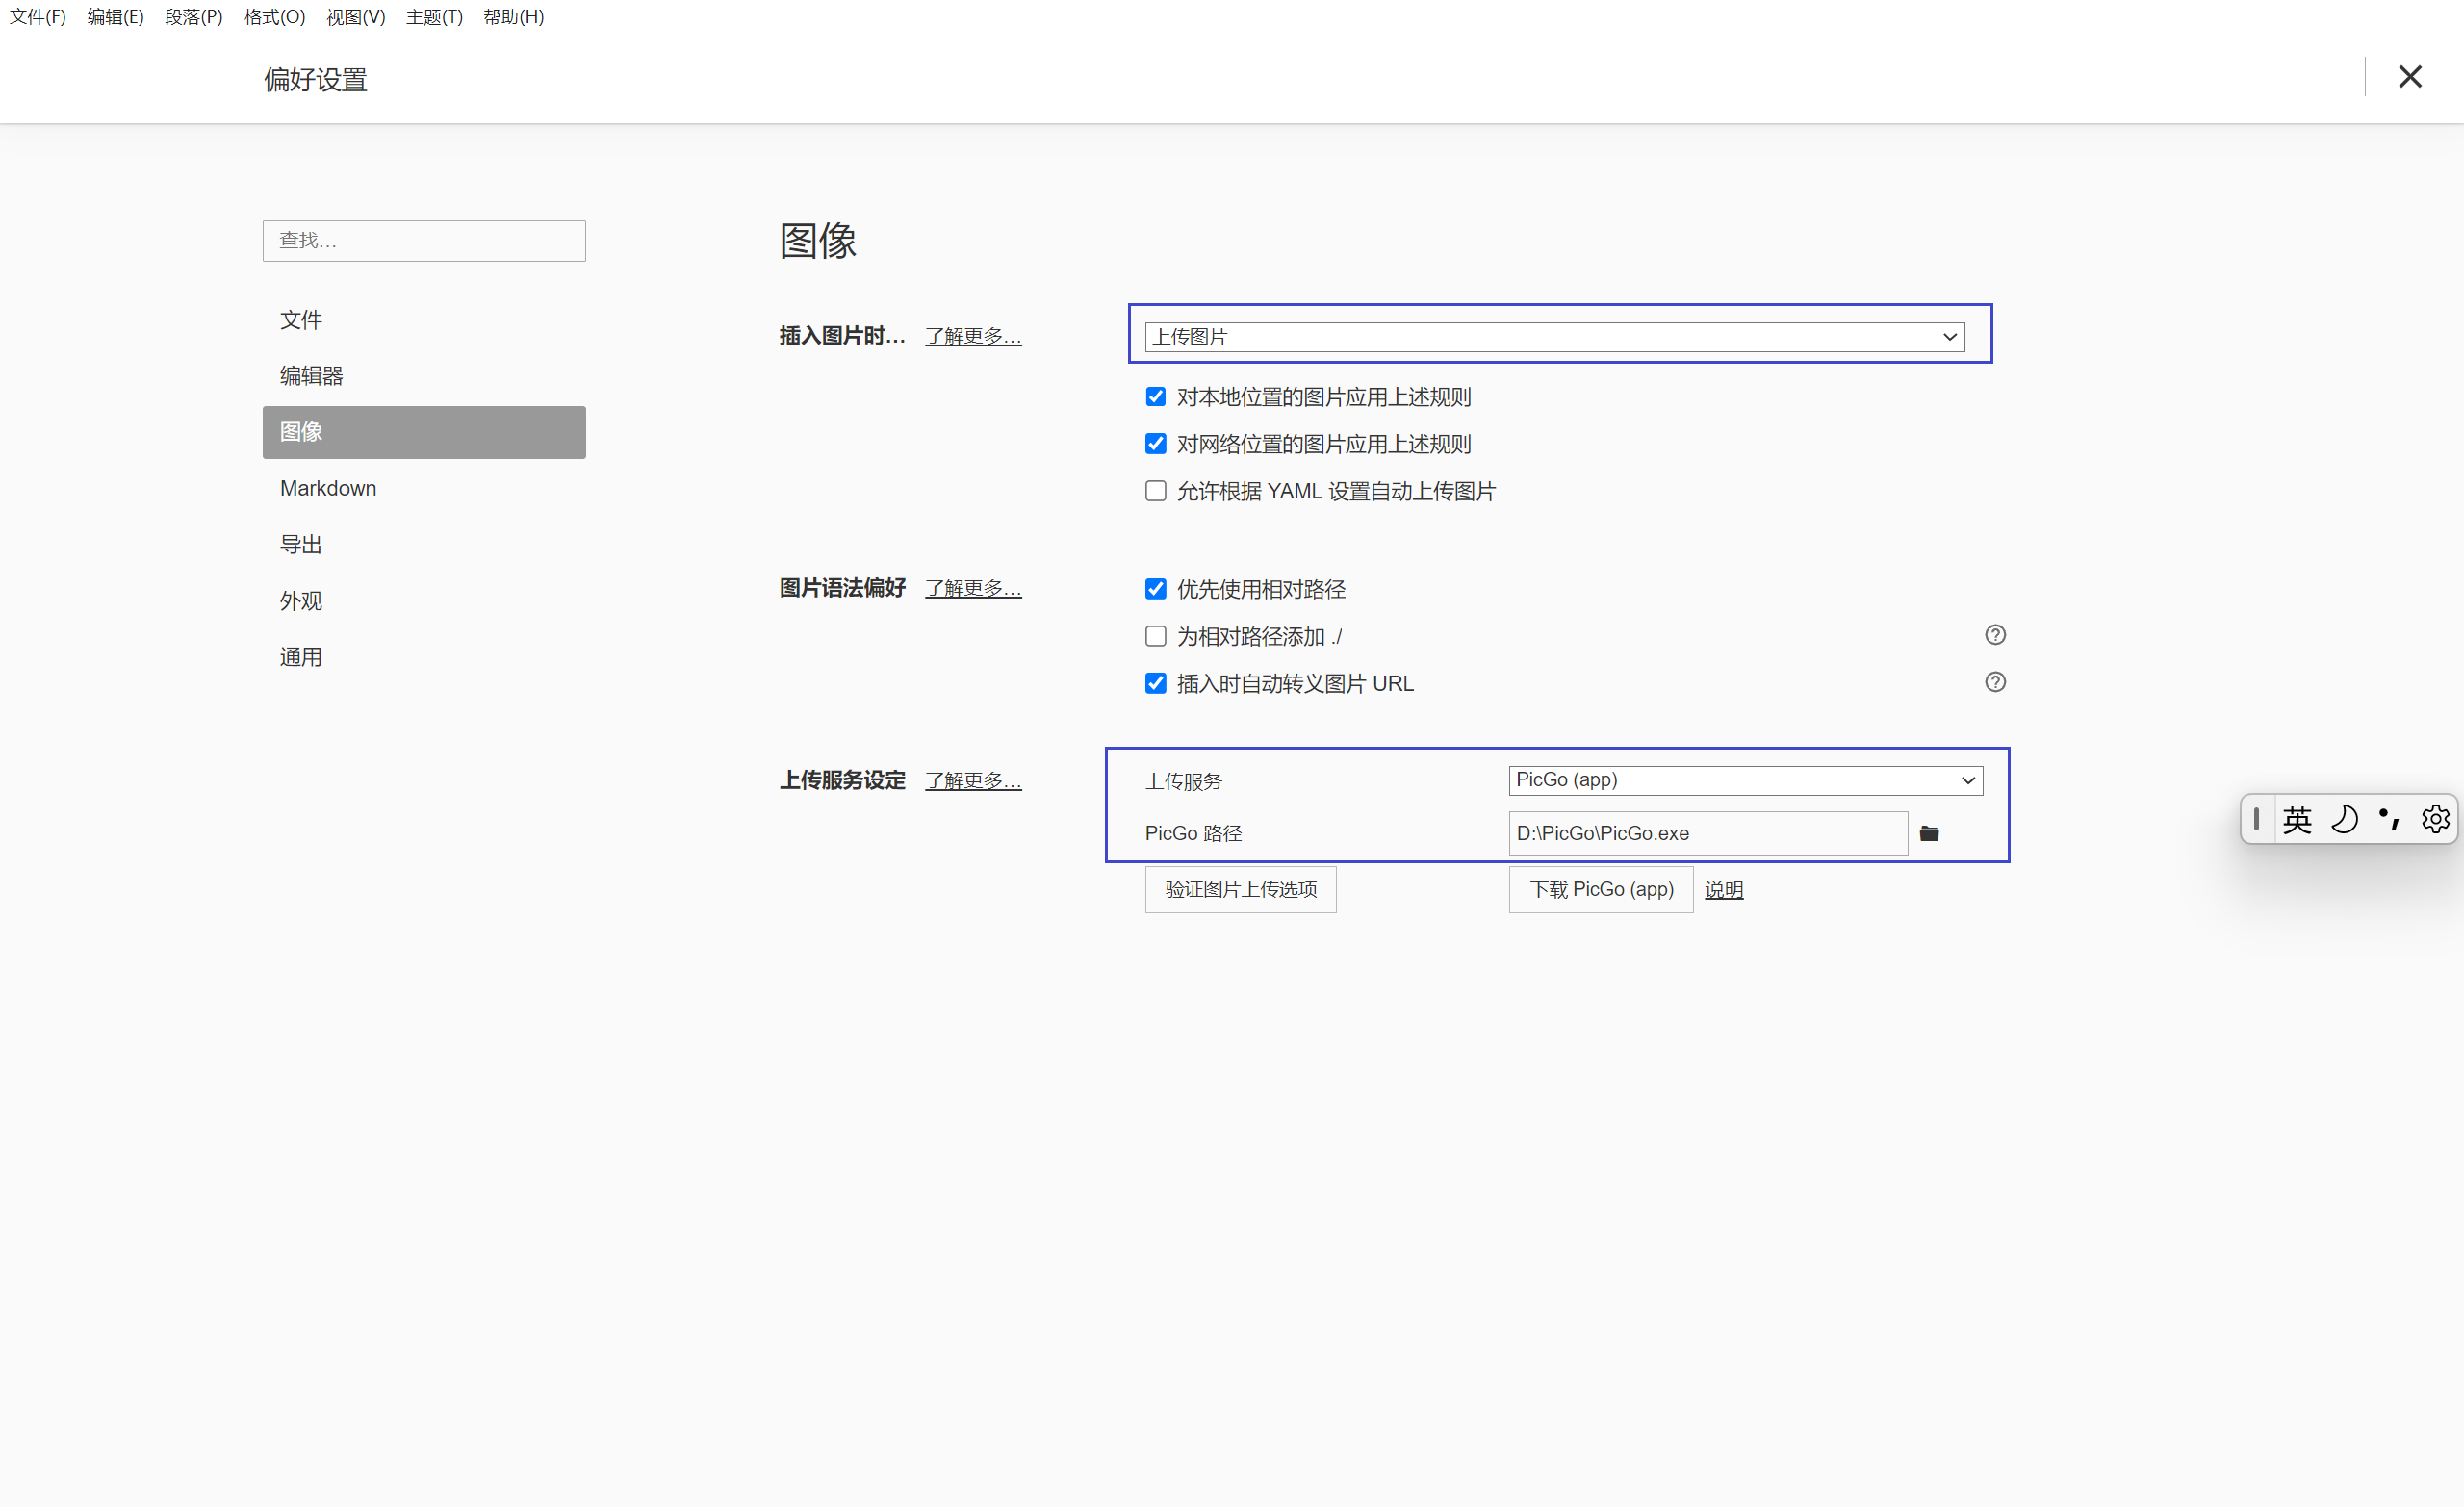 文件(F) 编辑(E) 段落(P) 格式(O) 视图(V) 主题(T) 帮助(H)
偏好设置
查找...
文件
编辑器
图像
Markdown
导出
外观
通用
图像
插入图片时... 了解更多...
上传图片
对本地位置的图片应用上述规则
对网络位置的图片应用上述规则
允许根据 YAML 设置自动上传图片
图片语法偏好 了解更多...
优先使用相对路径
为相对路径添加 ./
插入时自动转义图片 URL
上传服务设定 了解更多...
上传服务 PicGo (app)
PicGo 路径 D:\PicGo\PicGo.exe
验证图片上传选项 下载 PicGo (app) 说明
英